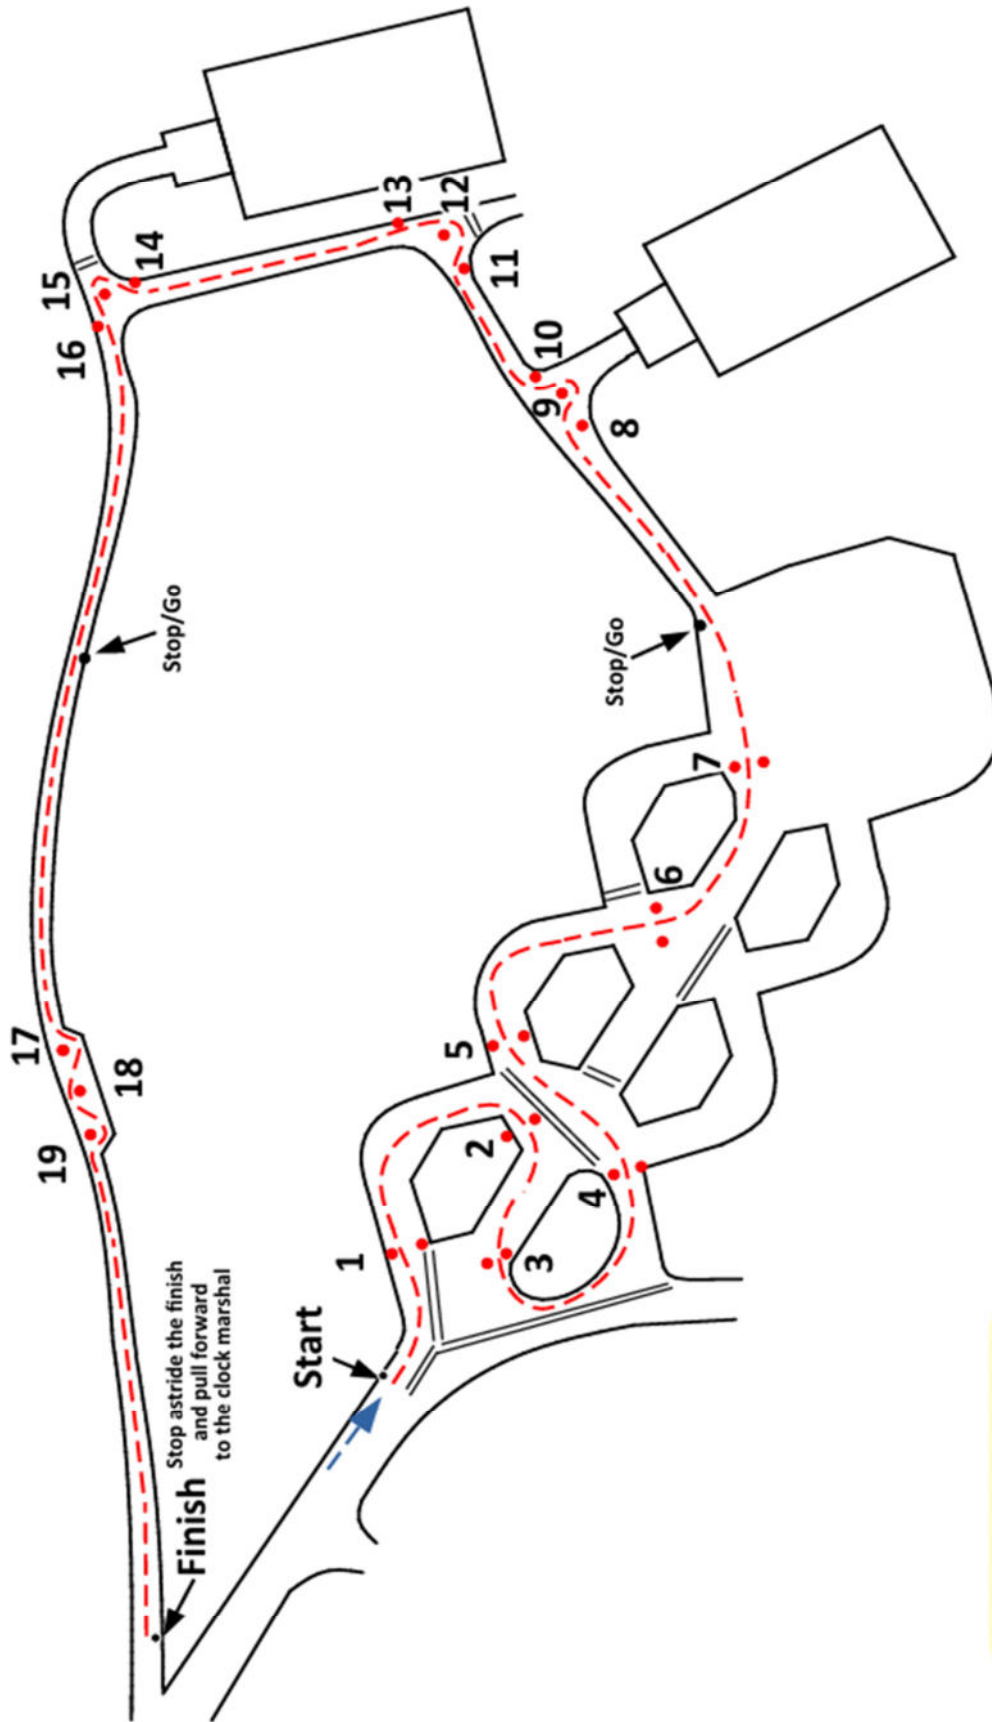 Start
1
2
3
4
5
6
7
Stop/Go
8
9
10
11
12
13
14
15
16
Stop/Go
17
18
19
Finish
Stop astride the finish
and pull forward
to the clock marshal